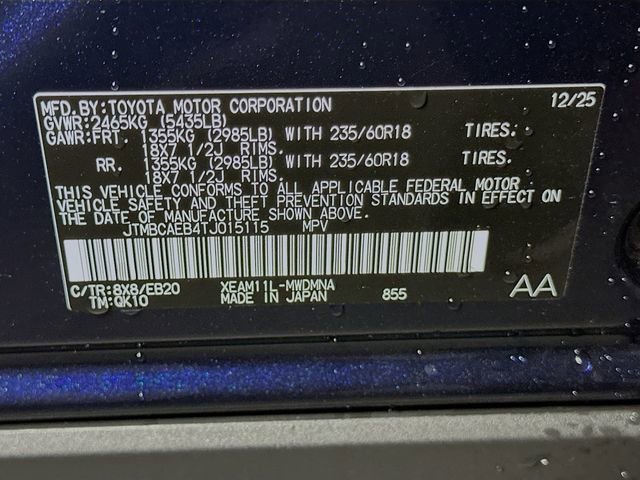 MFD. BY: TOYOTA MOTOR CORPORATION 12/25
GVWR: 2465KG (5435LB)
GAWR: FRT 1355KG (2985LB) WITH 235/60R18 TIRES.
18X7 1/2J RIMS.
RR. 1355KG (2985LB) WITH 235/60R18 TIRES.
18X7 1/2J RIMS.
THIS VEHICLE CONFORMS TO ALL APPLICABLE FEDERAL MOTOR
VEHICLE SAFETY AND THEFT PREVENTION STANDARDS IN EFFECT ON
THE DATE OF MANUFACTURE SHOWN ABOVE.
JTMBCAEB4TJ015115 MPV
C/TR: 8X8/EB20 XEAM11L-MWDMNA AA
TM: QK10 MADE IN JAPAN 855